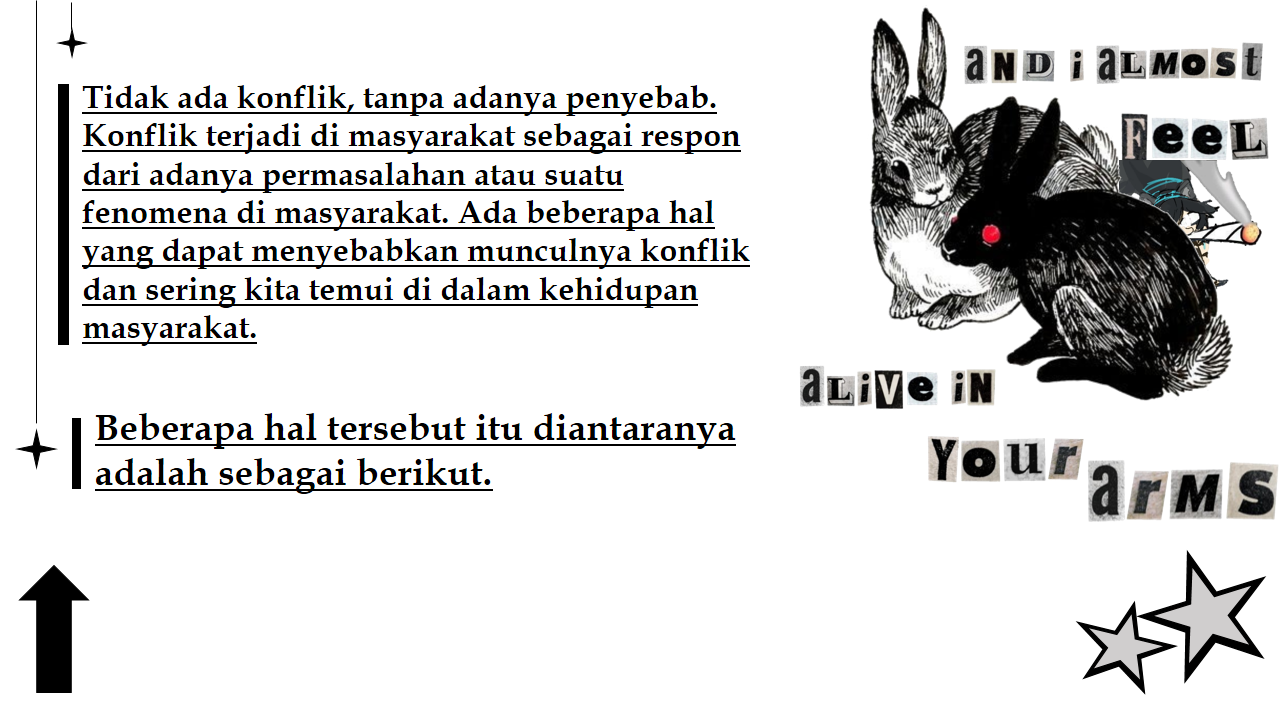 Tidak ada konflik, tanpa adanya penyebab.
Konflik terjadi di masyarakat sebagai respon
dari adanya permasalahan atau suatu
fenomena di masyarakat. Ada beberapa hal
yang dapat menyebabkan munculnya konflik
dan sering kita temui di dalam kehidupan
masyarakat.
Beberapa hal tersebut itu diantaranya
adalah sebagai berikut.
aND i aLMoSt
FeeL
aLiVe iN
Your
arMS